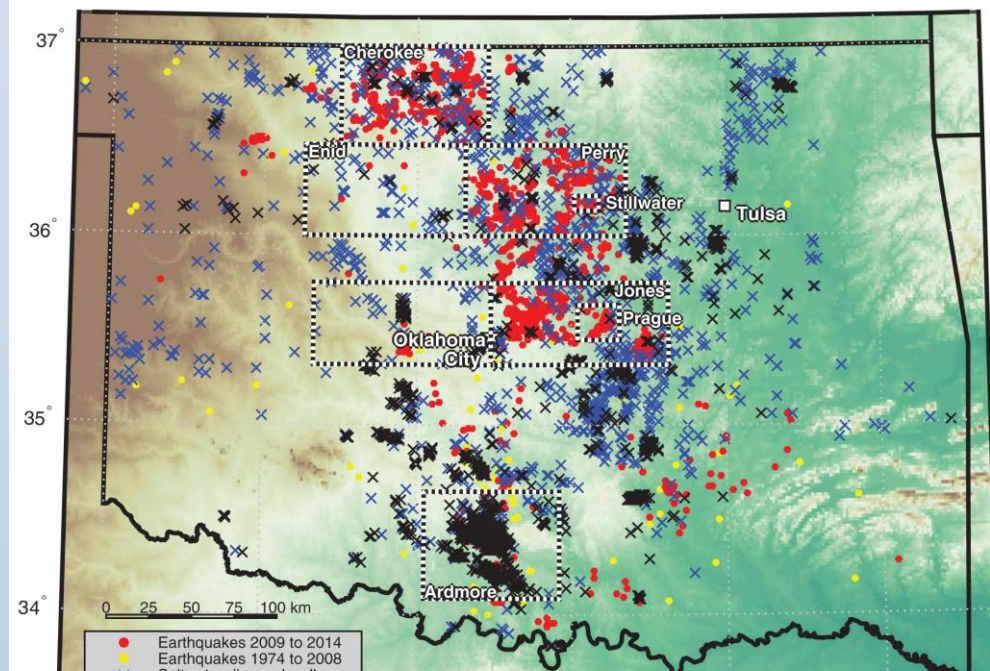 37°
Cherokee
Enid
Perry
Stillwater
Tulsa
36°
Jones
Prague
Oklahoma
City
35°
Ardmore
34°
0 25 50 75 100 km
Earthquakes 2009 to 2014
Earthquakes 1974 to 2008